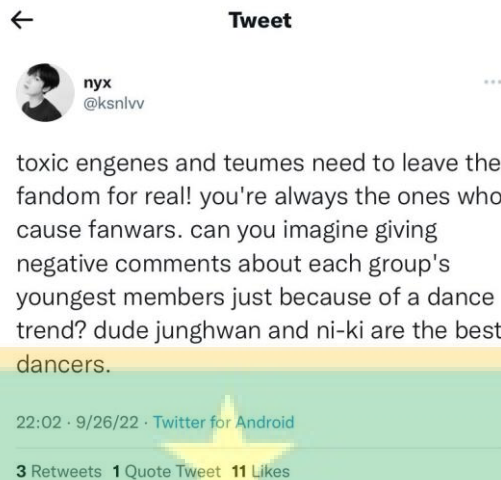 Tweet
nyx
@ksnlvv
toxic engenes and teumes need to leave the
fandom for real! you're always the ones who
cause fanwars. can you imagine giving
negative comments about each group's
youngest members just because of a dance
trend? dude junghwan and ni-ki are the best
dancers.
22:02 · 9/26/22 · Twitter for Android
3 Retweets 1 Quote Tweet 11 Likes